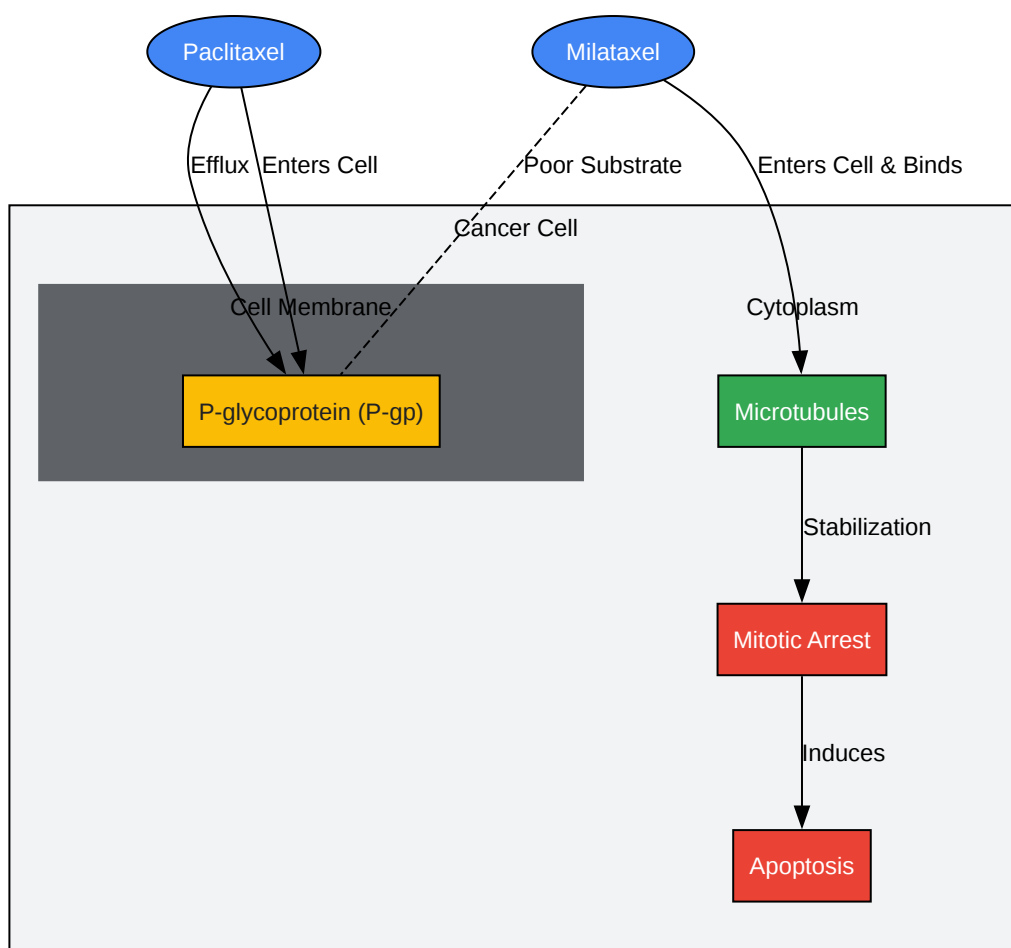 Paclitaxel
Milataxel
Efflux
Enters Cell
Poor Substrate
Enters Cell & Binds
Cancer Cell
Cell Membrane
Cytoplasm
P-glycoprotein (P-gp)
Microtubules
Stabilization
Mitotic Arrest
Induces
Apoptosis